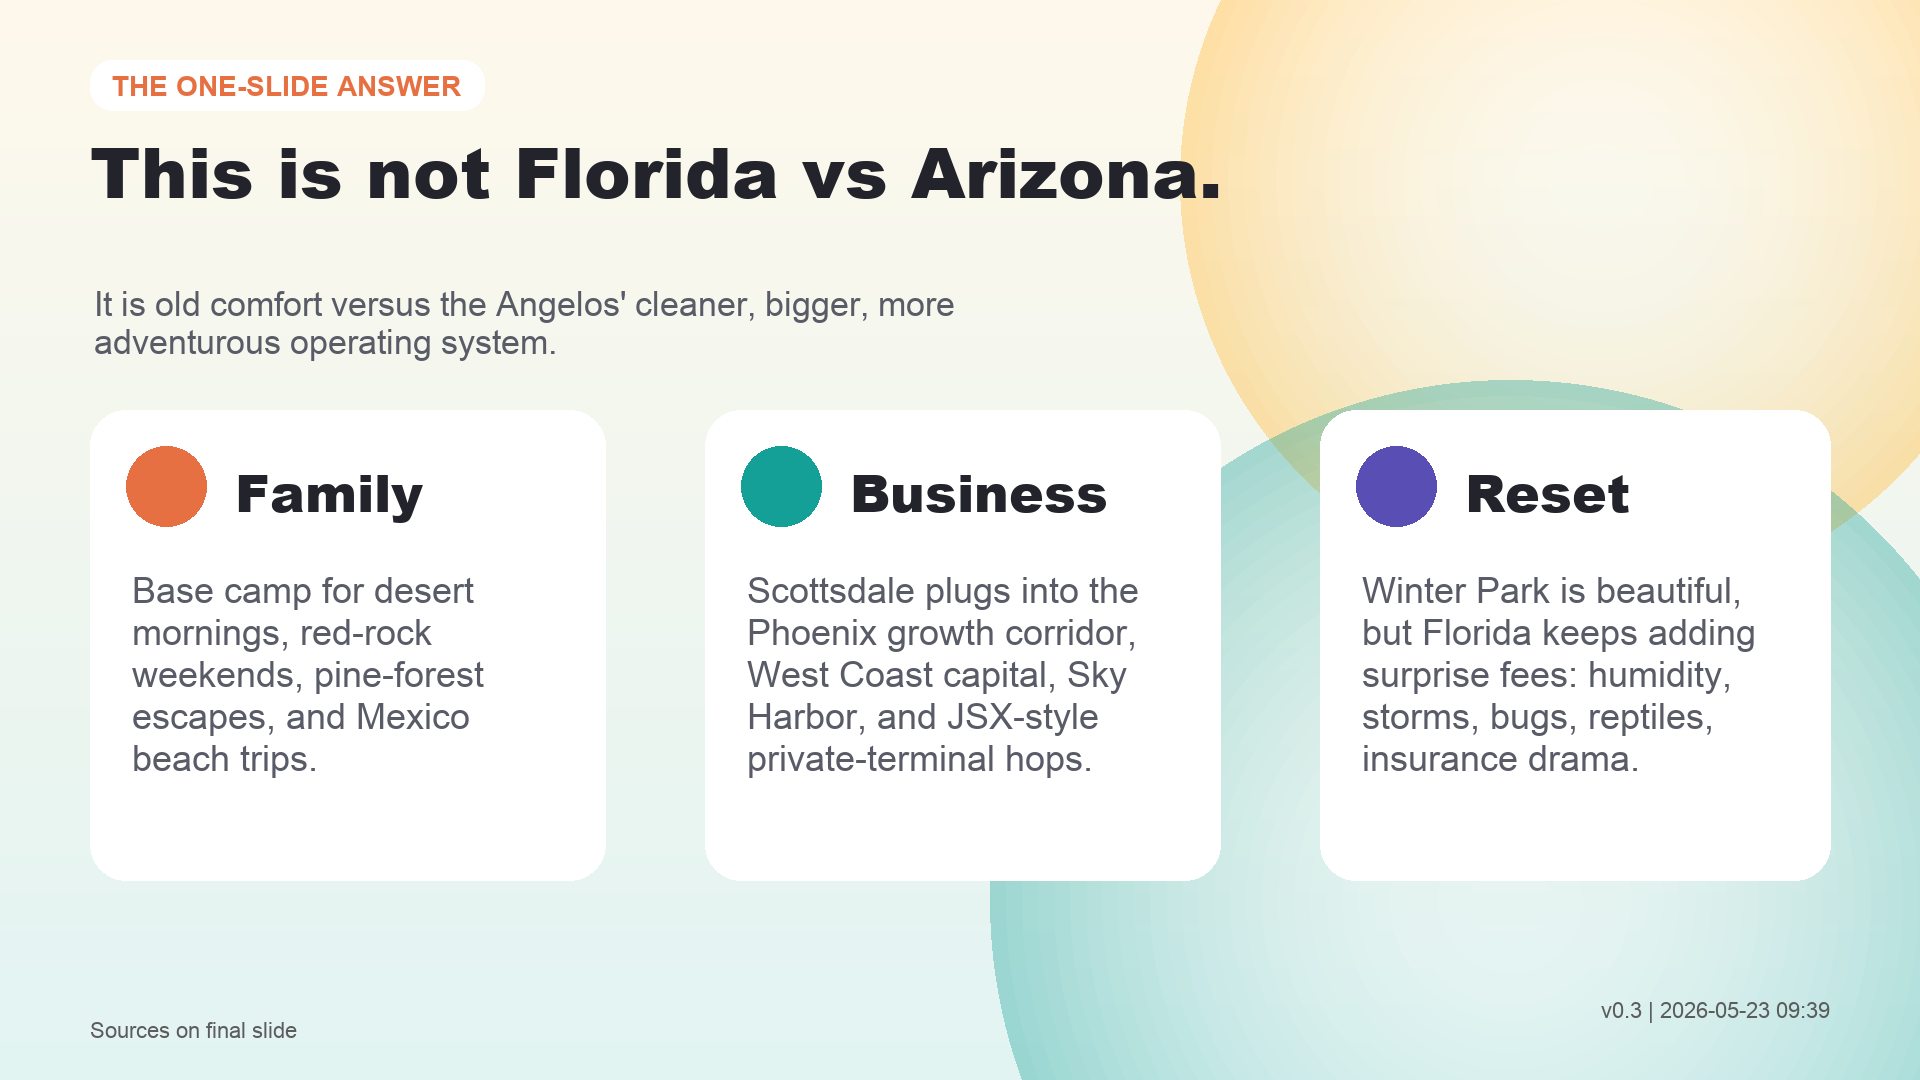 THE ONE-SLIDE ANSWER
This is not Florida vs Arizona.
It is old comfort versus the Angelos' cleaner, bigger, more
adventurous operating system.
Family
Base camp for desert
mornings, red-rock
weekends, pine-forest
escapes, and Mexico
beach trips.
Business
Scottsdale plugs into the
Phoenix growth corridor,
West Coast capital, Sky
Harbor, and JSX-style
private-terminal hops.
Reset
Winter Park is beautiful,
but Florida keeps adding
surprise fees: humidity,
storms, bugs, reptiles,
insurance drama.
Sources on final slide
v0.3 | 2026-05-23 09:39